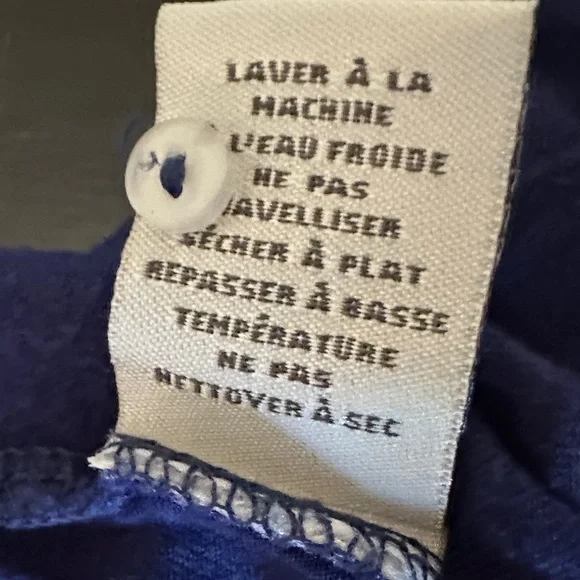 LAVER À LA
MACHINE
L'EAU FROIDE
NE PAS
JAVELLISER
SÉCHER À PLAT
REPASSER À BASSE
TEMPÉRATURE
NE PAS
NETTOYER À SEC